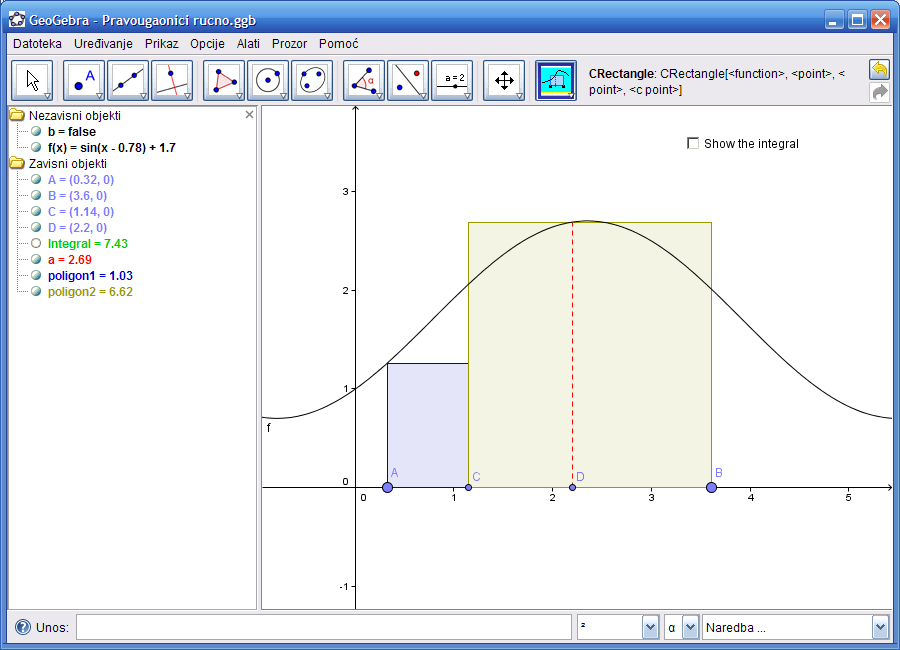 GeoGebra - Pravougaonici rucno.ggb
Datoteka Uređivanje Prikaz Opcije Alati Prozor Pomoć
A
α
a = 2
CRectangle: CRectangle[<function>, <point>, <
point>, <c point>]
Nezavisni objekti
b = false
f(x) = sin(x - 0.78) + 1.7
Zavisni objekti
A = (0.32, 0)
B = (3.6, 0)
C = (1.14, 0)
D = (2.2, 0)
Integral = 7.43
a = 2.69
poligon1 = 1.03
poligon2 = 6.62
Show the integral
3
2
1
f
A
C
D
B
0
0
1
2
3
4
5
-1
Unos:
²
α
Naredba ...